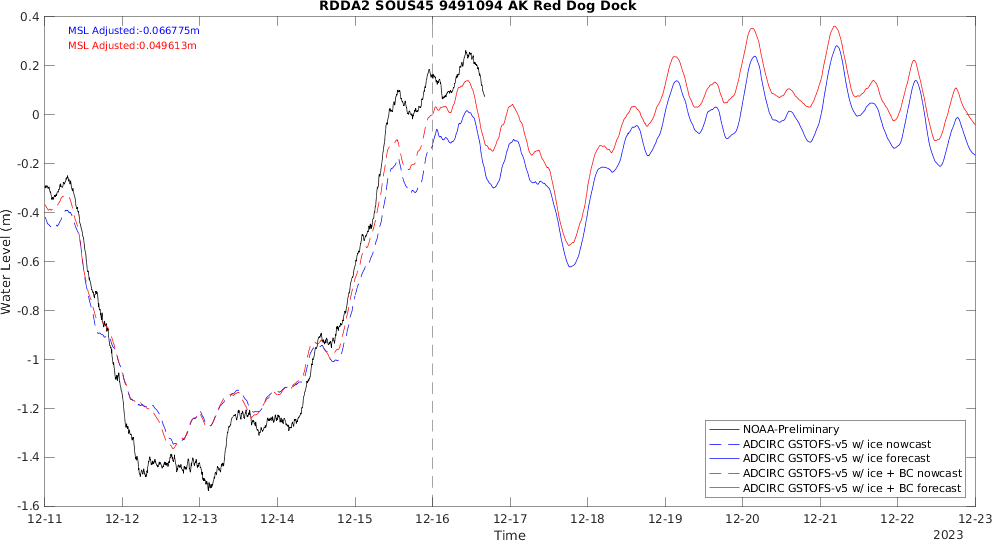 RDDA2 SOUS45 9491094 AK Red Dog Dock
MSL Adjusted:-0.066775m
MSL Adjusted:0.049613m
Water Level (m)
0.4
0.2
0
-0.2
-0.4
-0.6
-0.8
-1
-1.2
-1.4
-1.6
NOAA-Preliminary
ADCIRC GSTOFS-v5 w/ ice nowcast
ADCIRC GSTOFS-v5 w/ ice forecast
ADCIRC GSTOFS-v5 w/ ice + BC nowcast
ADCIRC GSTOFS-v5 w/ ice + BC forecast
12-11 12-12 12-13 12-14 12-15 12-16 12-17 12-18 12-19 12-20 12-21 12-22 12-23
Time
2023